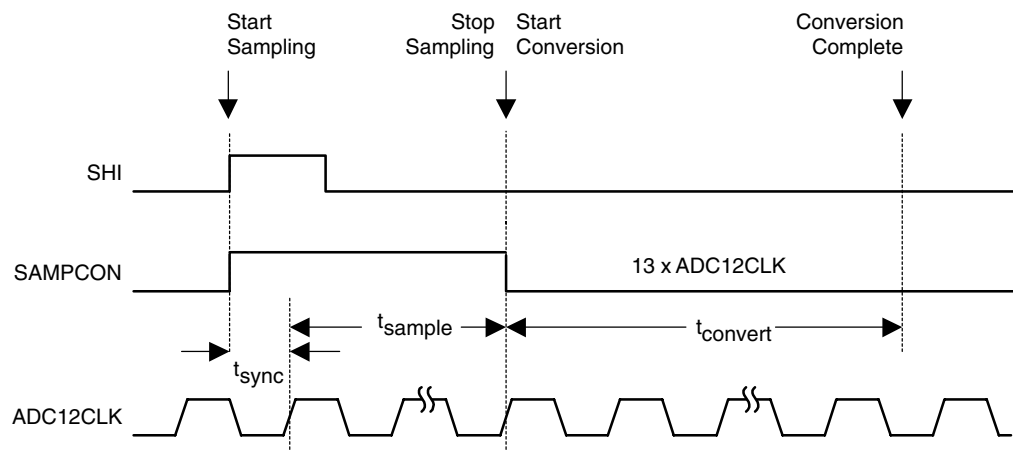 Start
Sampling
Stop
Sampling
Start
Conversion
Conversion
Complete
SHI
SAMPCON
13 x ADC12CLK
tsample
tconvert
tsync
ADC12CLK